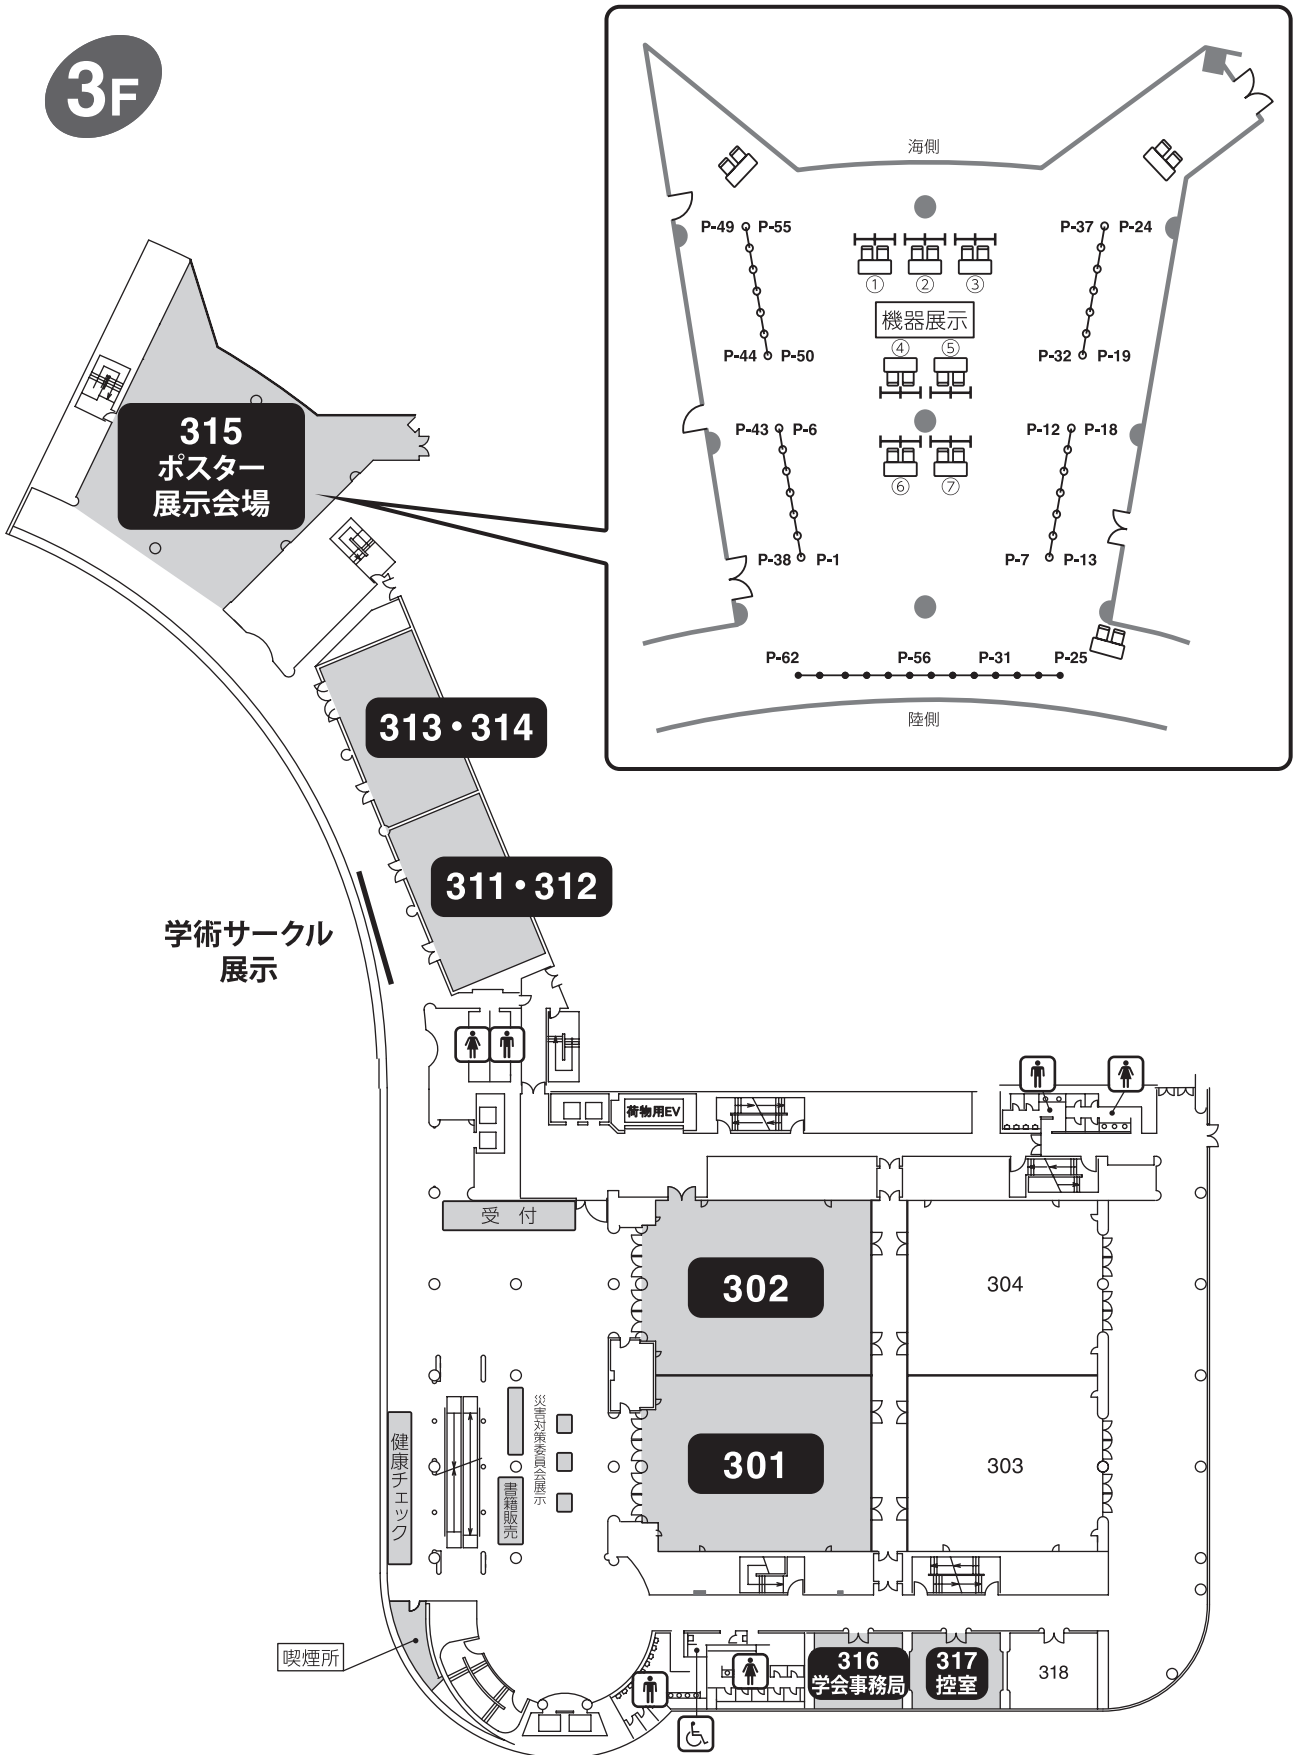 3F
海側
P-49 P-55
P-37 P-24
① ② ③
機器展示
④ ⑤
P-44 P-50
P-32 P-19
P-43 P-6
P-12 P-18
⑥ ⑦
P-38 P-1
P-7 P-13
P-62 P-56 P-31 P-25
陸側
315
ポスター
展示会場
313・314
311・312
学術サークル
展示
荷物用EV
受 付
302
304
301
303
健康チェック
災害対策委員会展示
書籍販売
喫煙所
316
学会事務局
317
控室
318